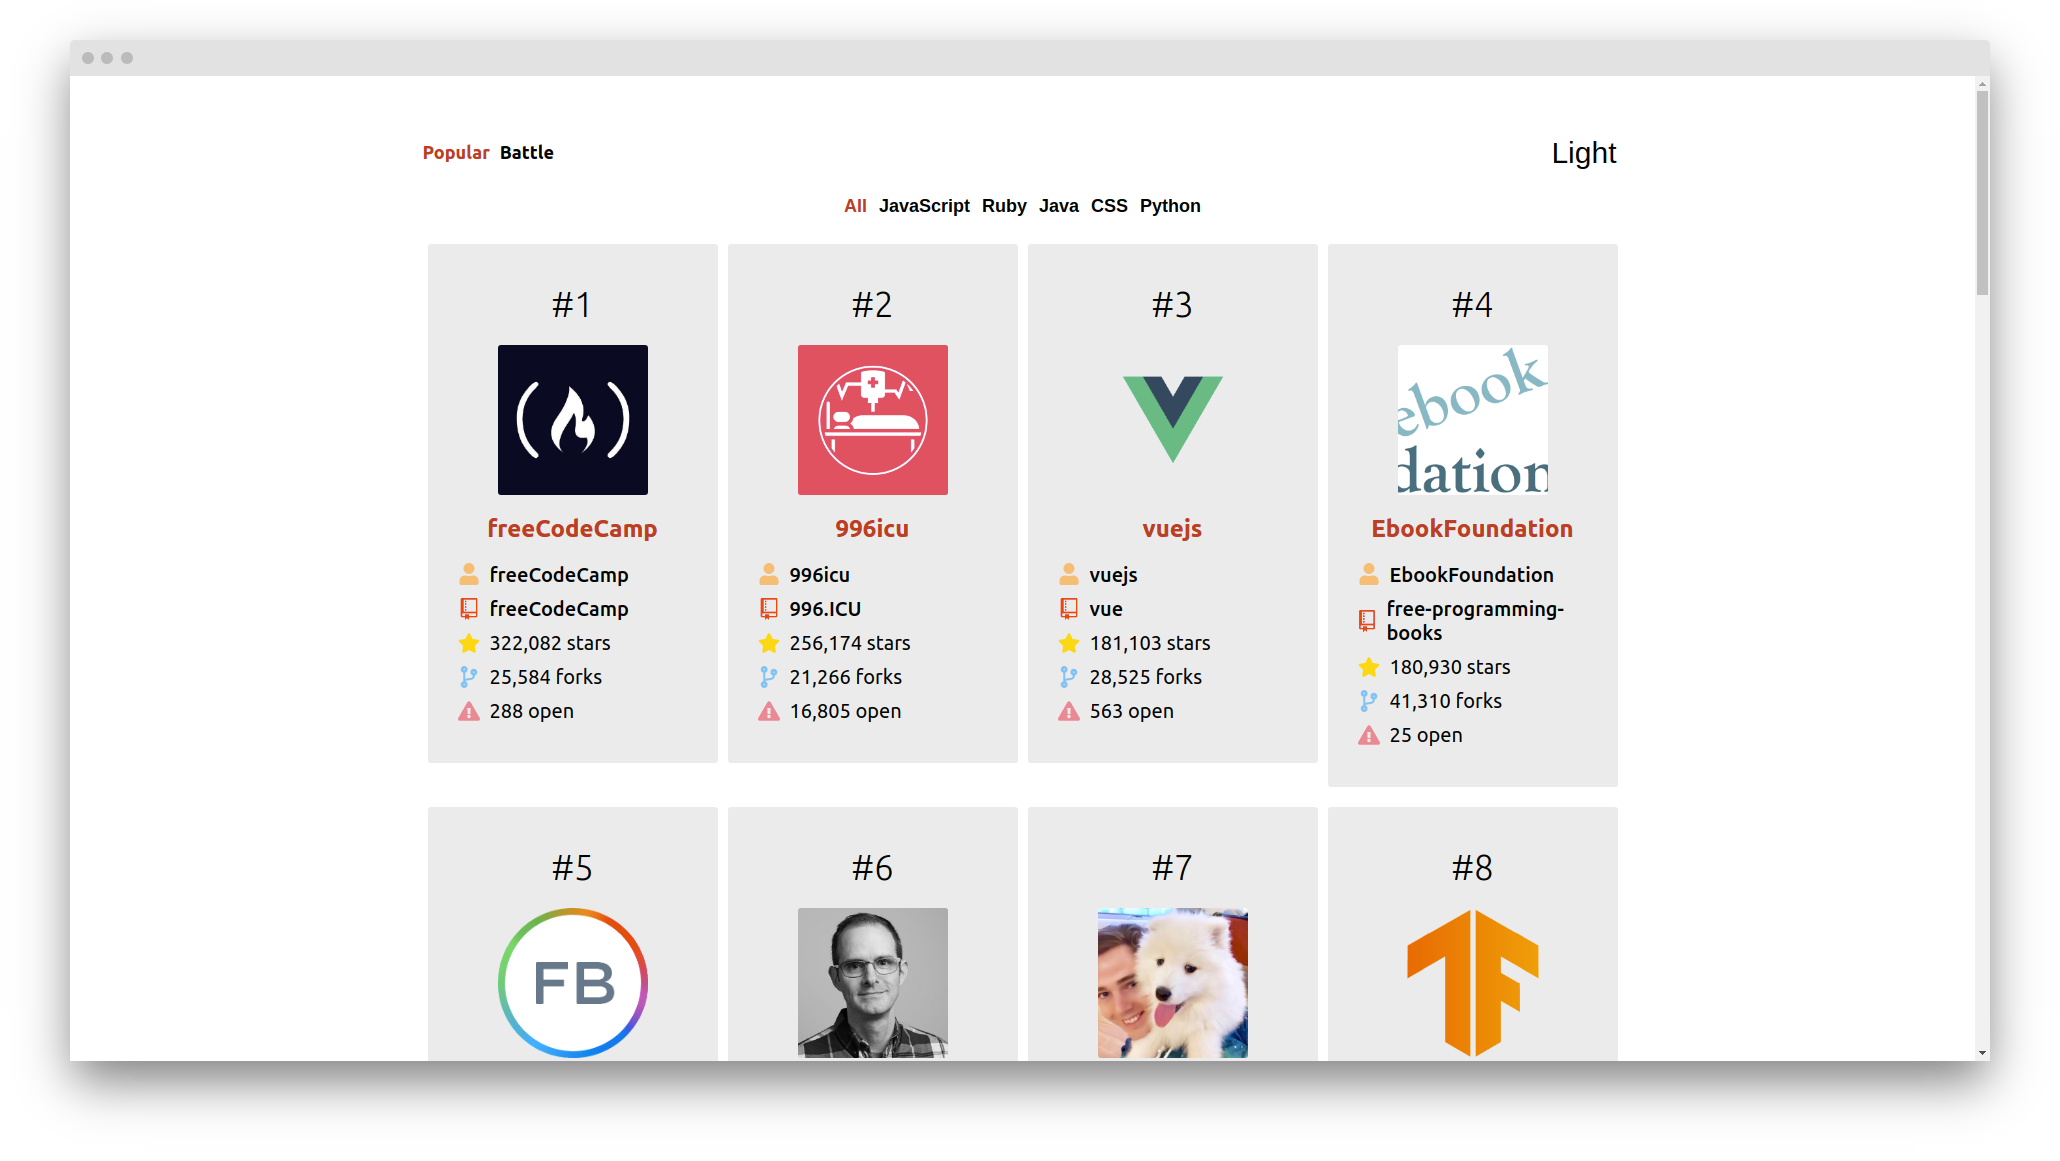 Popular Battle
Light
All JavaScript Ruby Java CSS Python
#1
freeCodeCamp
freeCodeCamp
freeCodeCamp
322,082 stars
25,584 forks
288 open
#2
996icu
996icu
996.ICU
256,174 stars
21,266 forks
16,805 open
#3
vuejs
vuejs
vue
181,103 stars
28,525 forks
563 open
#4
ebook
dation
EbookFoundation
EbookFoundation
free-programming-
books
180,930 stars
41,310 forks
25 open
#5
FB
#6
#7
#8